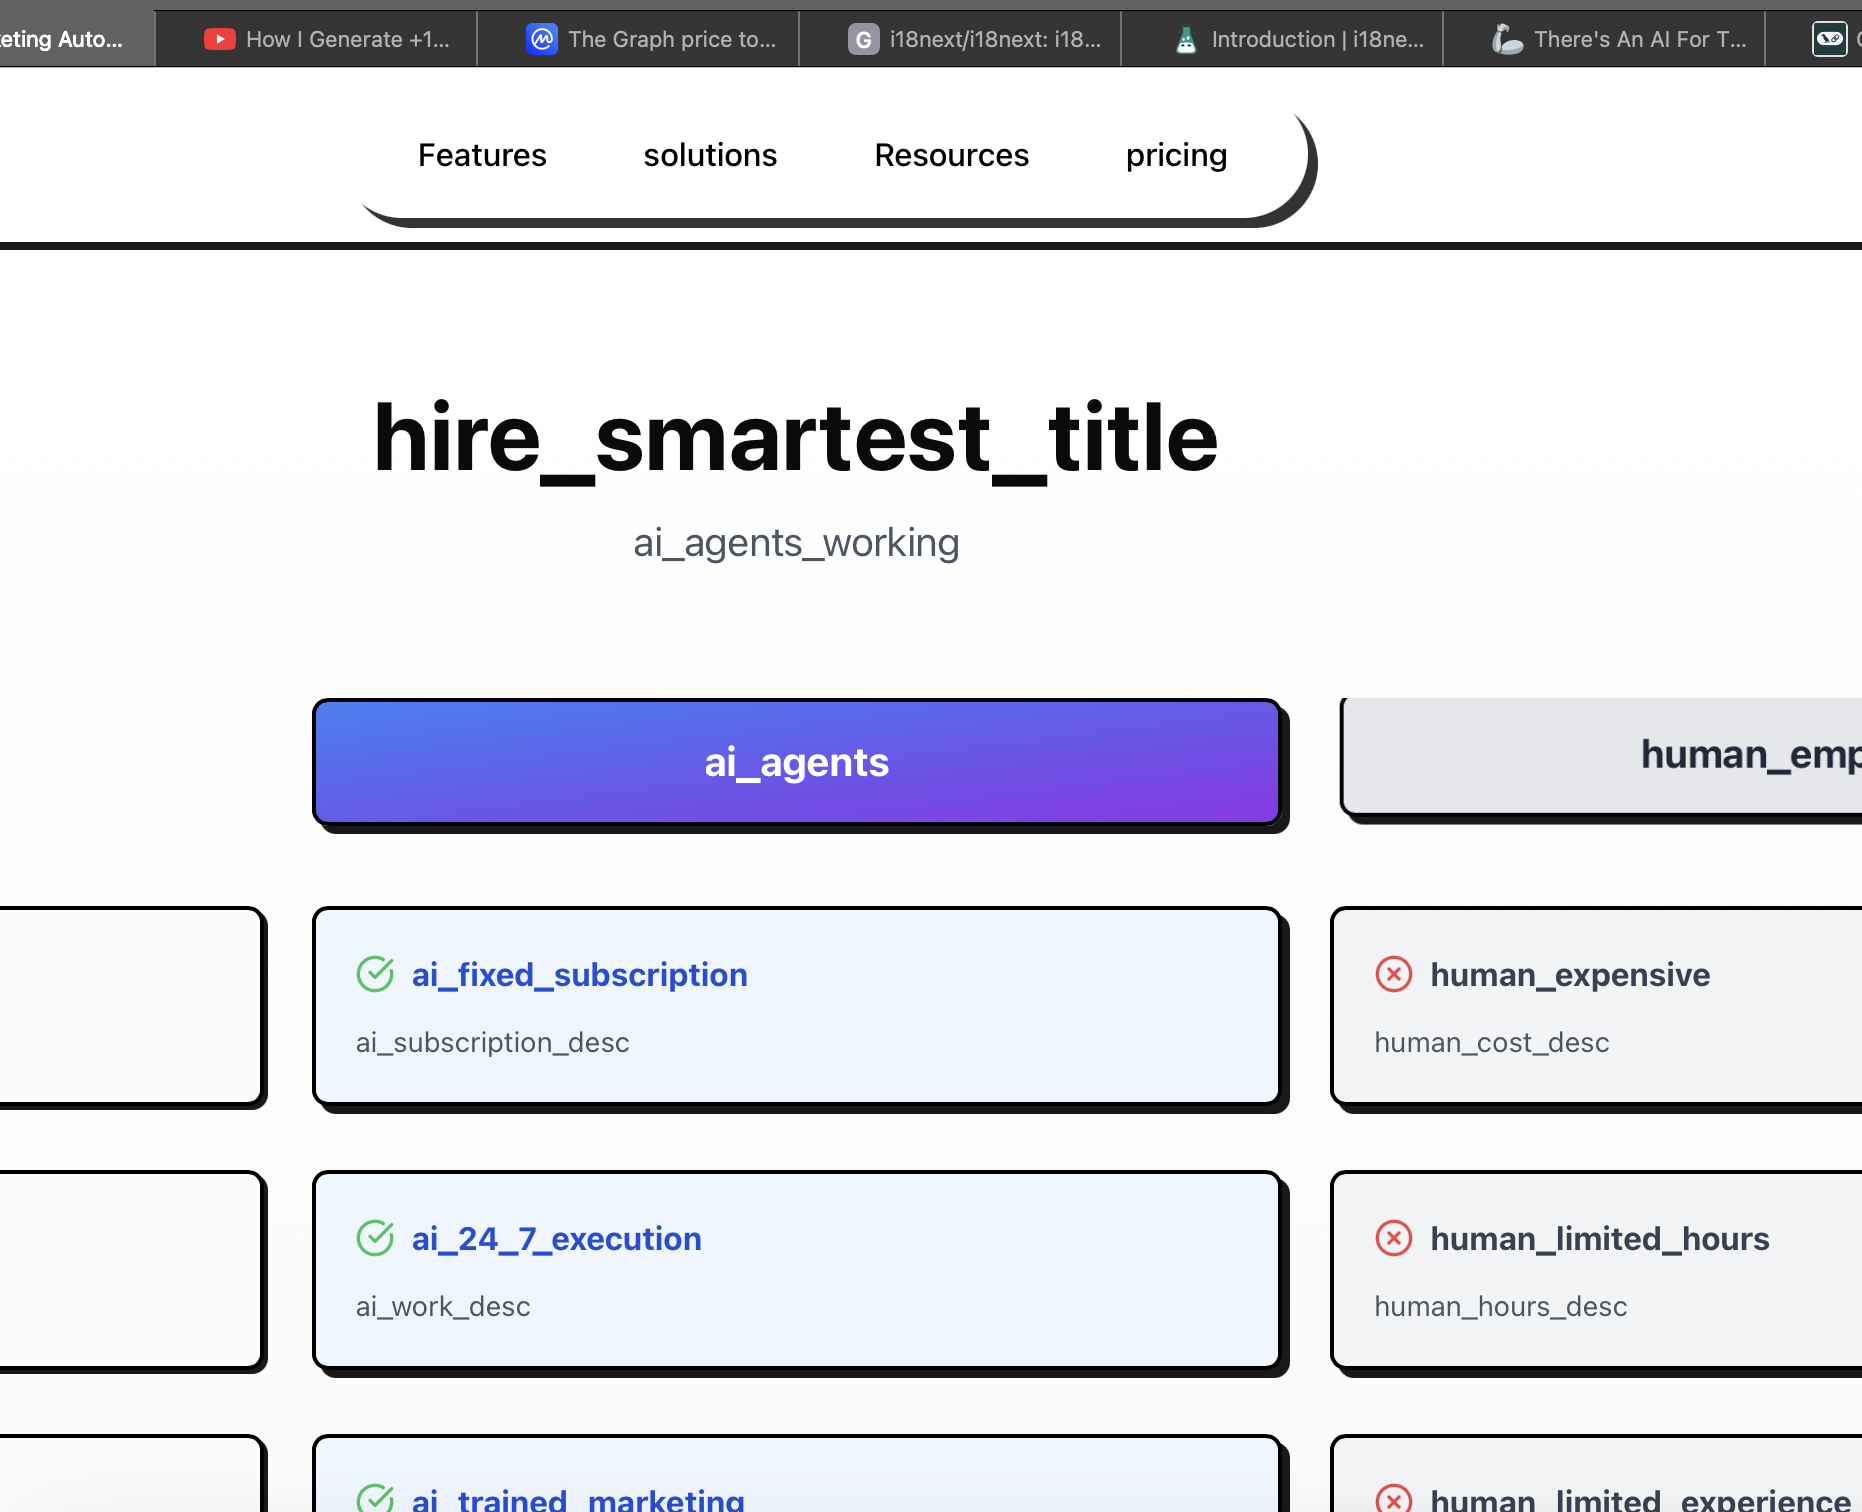 eting Auto...
How I Generate +1...
The Graph price to...
i18next/i18next: i18...
Introduction | i18ne...
There's An AI For T...
Features
solutions
Resources
pricing
hire_smartest_title
ai_agents_working
ai_agents
human_emp
ai_fixed_subscription
ai_subscription_desc
human_expensive
human_cost_desc
ai_24_7_execution
ai_work_desc
human_limited_hours
human_hours_desc
ai_trained_marketing
human_limited_experience